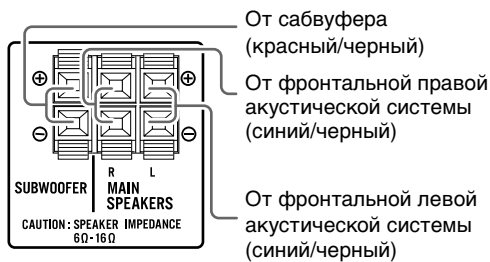 От сабвуфера
(красный/черный)
От фронтальной правой
акустической системы
(синий/черный)
От фронтальной левой
акустической системы
(синий/черный)
R L
SUBWOOFER
MAIN
SPEAKERS
CAUTION : SPEAKER IMPEDANCE
6Ω-16Ω